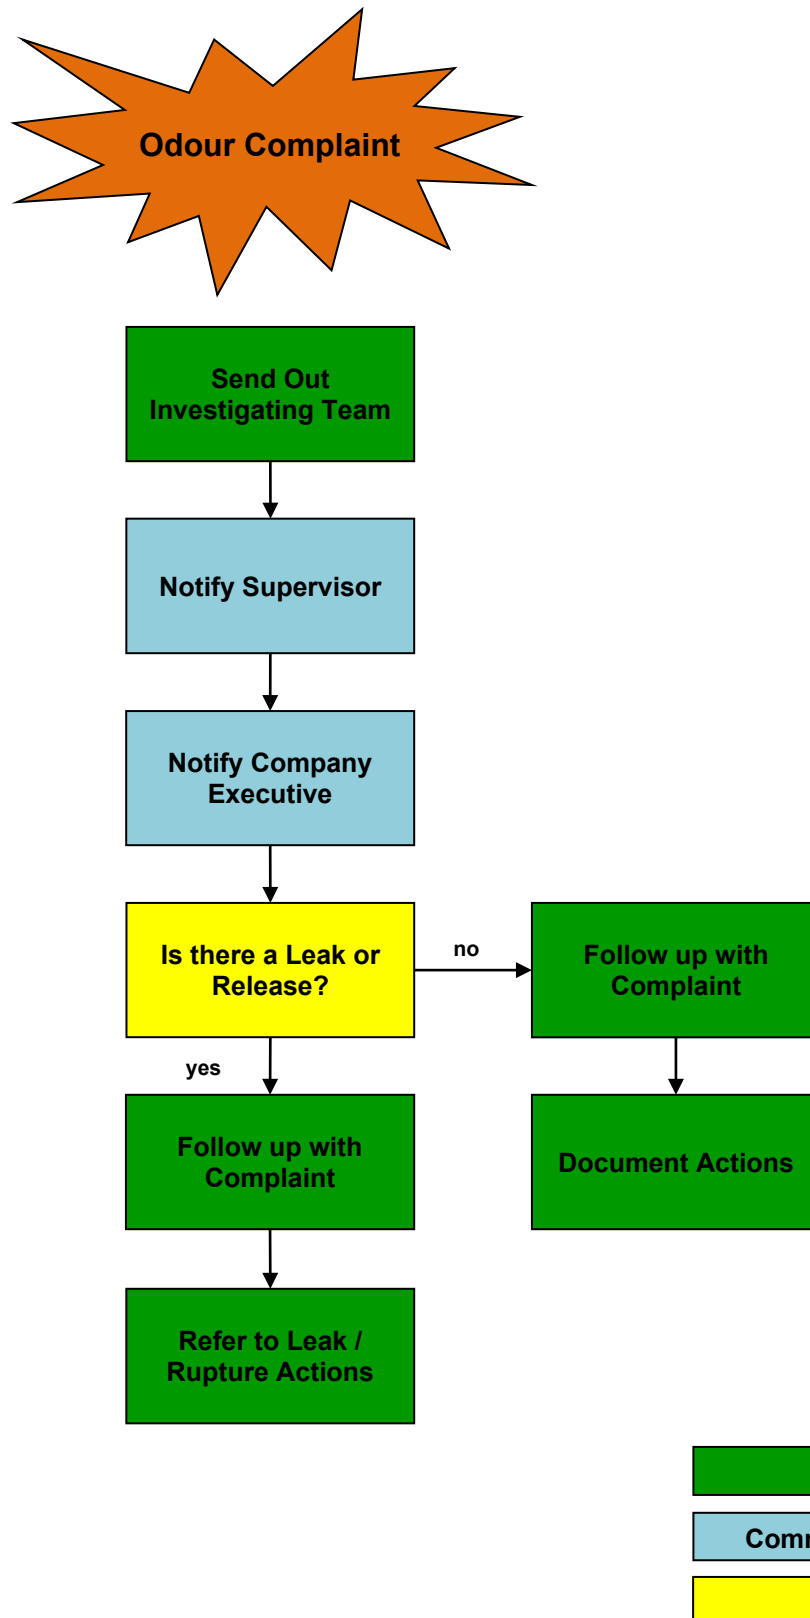 Odour Complaint
Send Out
Investigating Team
Notify Supervisor
Notify Company
Executive
Is there a Leak or
Release?
no
Follow up with
Complaint
yes
Follow up with
Complaint
Document Actions
Refer to Leak /
Rupture Actions